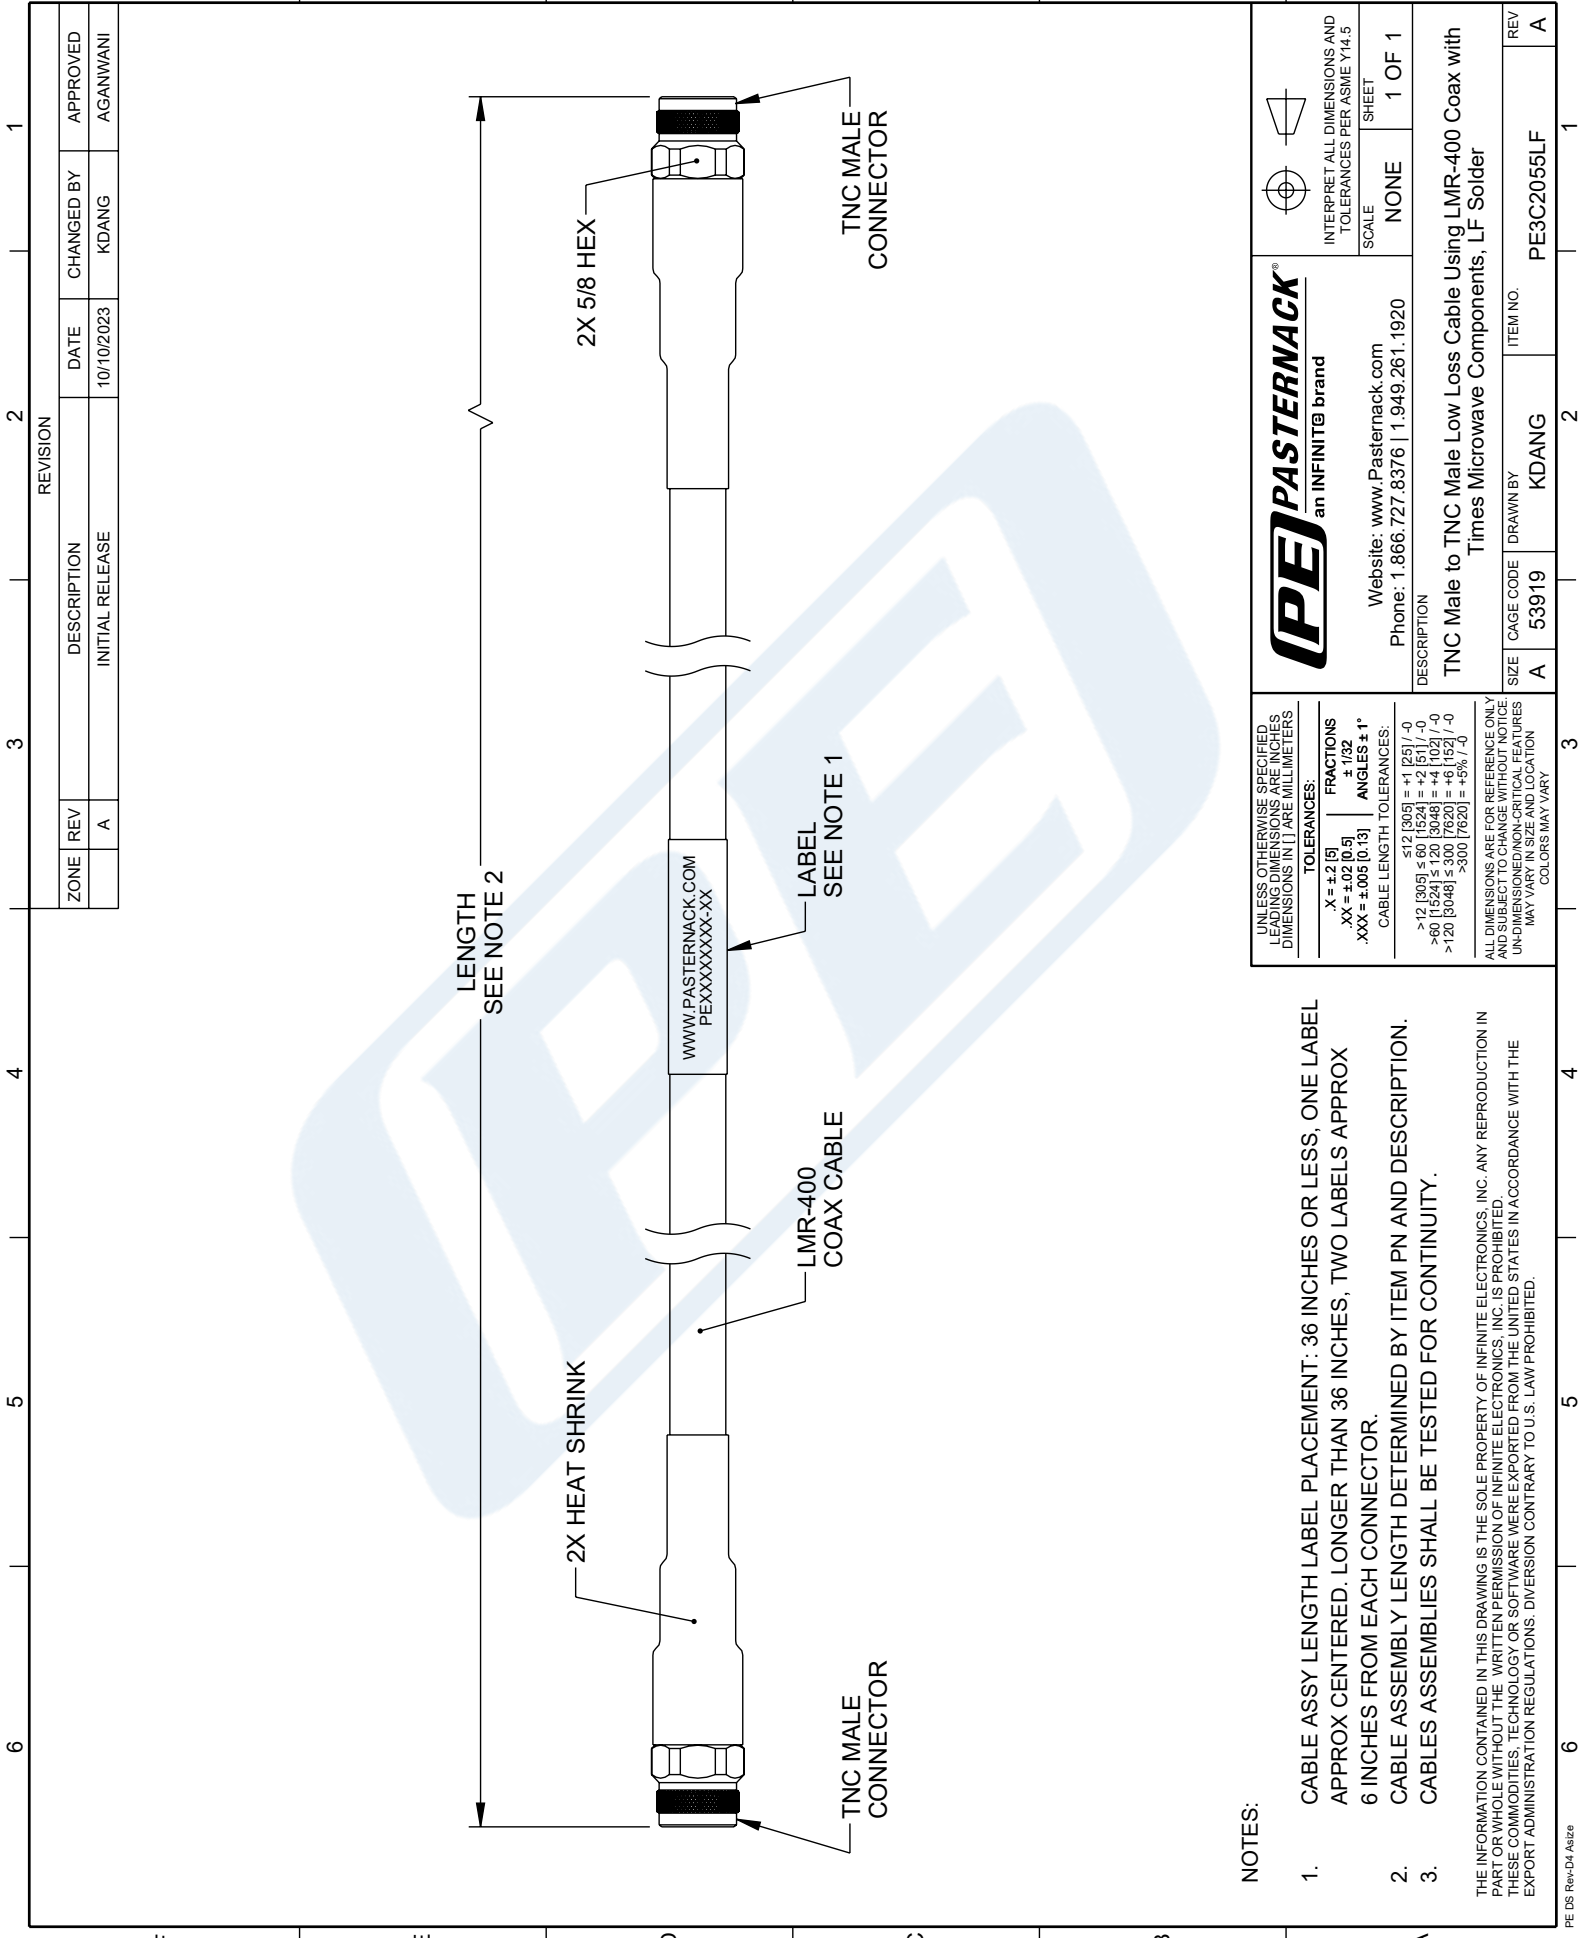 REVISION
ZONE REV DESCRIPTION DATE CHANGED BY APPROVED
A INITIAL RELEASE 10/10/2023 KDANG AGANWANI
6 5 4 3 2 1
LENGTH
SEE NOTE 2
2X HEAT SHRINK
2X 5/8 HEX
WWW.PASTERNACK.COM
PEXXXXXXXX-XX
TNC MALE
CONNECTOR
LMR-400
COAX CABLE
LABEL
SEE NOTE 1
TNC MALE
CONNECTOR
NOTES:
1. CABLE ASSY LENGTH LABEL PLACEMENT: 36 INCHES OR LESS, ONE LABEL
APPROX CENTERED. LONGER THAN 36 INCHES, TWO LABELS APPROX
6 INCHES FROM EACH CONNECTOR.
2. CABLE ASSEMBLY LENGTH DETERMINED BY ITEM PN AND DESCRIPTION.
3. CABLES ASSEMBLIES SHALL BE TESTED FOR CONTINUITY.
THE INFORMATION CONTAINED IN THIS DRAWING IS THE SOLE PROPERTY OF INFINITE ELECTRONICS, INC. ANY REPRODUCTION IN
PART OR WHOLE WITHOUT THE WRITTEN PERMISSION OF INFINITE ELECTRONICS, INC. IS PROHIBITED.
THESE COMMODITIES, TECHNOLOGY OR SOFTWARE WERE EXPORTED FROM THE UNITED STATES IN ACCORDANCE WITH THE
EXPORT ADMINISTRATION REGULATIONS. DIVERSION CONTRARY TO U.S. LAW PROHIBITED.
UNLESS OTHERWISE SPECIFIED
LEADING DIMENSIONS ARE INCHES
DIMENSIONS IN [ ] ARE MILLIMETERS
TOLERANCES:
.X = ±.2 [5] FRACTIONS
.XX = ±.02 [0.5] ± 1/32
.XXX = ±.005 [0.13] ANGLES ± 1°
CABLE LENGTH TOLERANCES:
≤12 [305] = +1 [25] / -0
>12 [305] ≤ 60 [1524] = +2 [51] / -0
>60 [1524] ≤ 120 [3048] = +4 [102] / -0
>120 [3048] ≤ 300 [7620] = +6 [152] / -0
>300 [7620] = +5% / -0
ALL DIMENSIONS ARE FOR REFERENCE ONLY
AND SUBJECT TO CHANGE WITHOUT NOTICE.
UN-DIMENSIONED/NON-CRITICAL FEATURES
MAY VARY IN SIZE AND LOCATION
COLORS MAY VARY
PE PASTERNACK®
an INFINITE brand
Website: www.Pasternack.com
Phone: 1.866.727.8376 | 1.949.261.1920
INTERPRET ALL DIMENSIONS AND
TOLERANCES PER ASME Y14.5
SCALE NONE SHEET 1 OF 1
DESCRIPTION
TNC Male to TNC Male Low Loss Cable Using LMR-400 Coax with
Times Microwave Components, LF Solder
SIZE A CAGE CODE 53919 DRAWN BY KDANG ITEM NO. PE3C2055LF REV A
6 5 4 3 2 1
PE DS Rev-D4 Asize